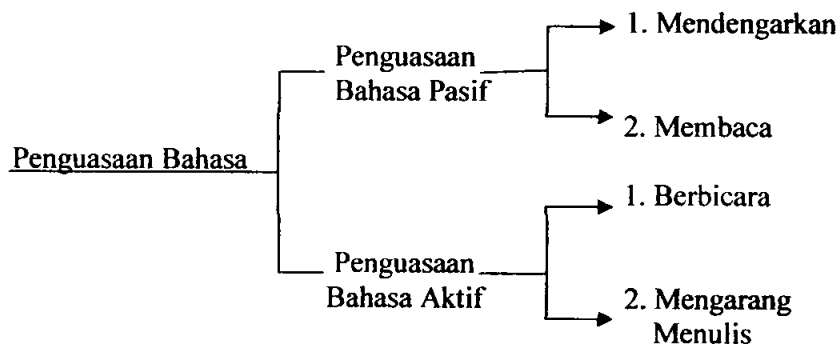 Penguasaan Bahasa
Penguasaan
Bahasa Pasif
1. Mendengarkan
2. Membaca
Penguasaan
Bahasa Aktif
1. Berbicara
2. Mengarang
Menulis